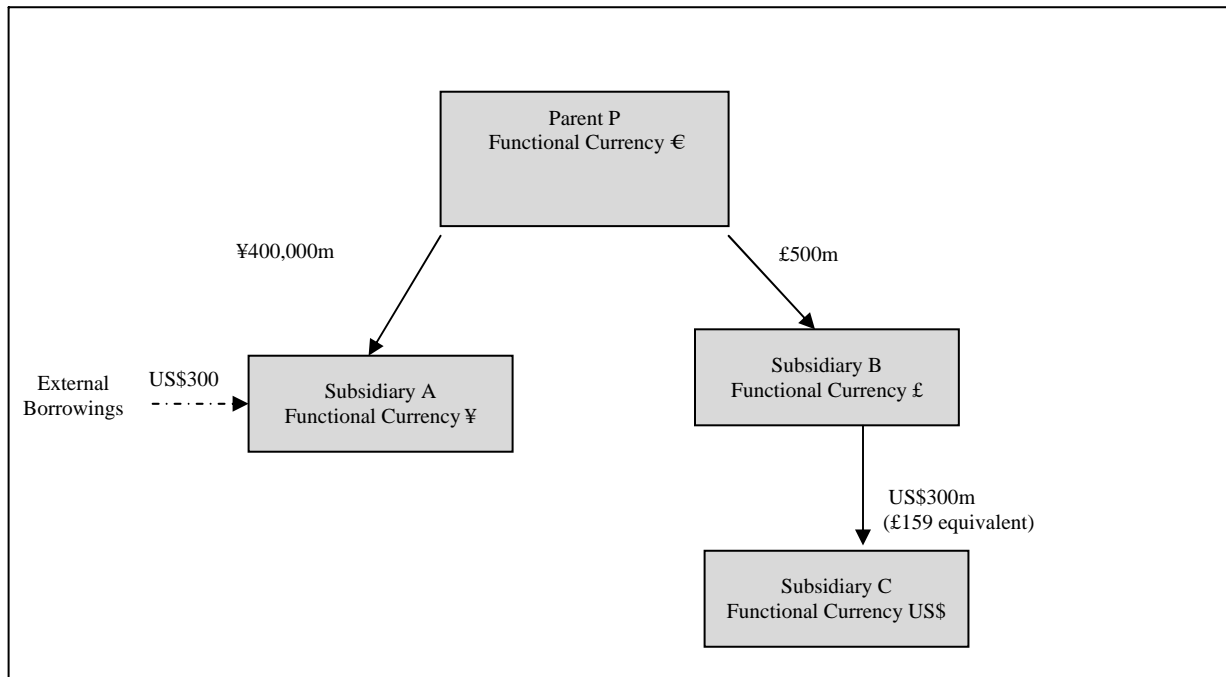 Parent P
Functional Currency €
¥400,000m
£500m
External
Borrowings
US$300
Subsidiary A
Functional Currency ¥
Subsidiary B
Functional Currency £
US$300m
(£159 equivalent)
Subsidiary C
Functional Currency US$